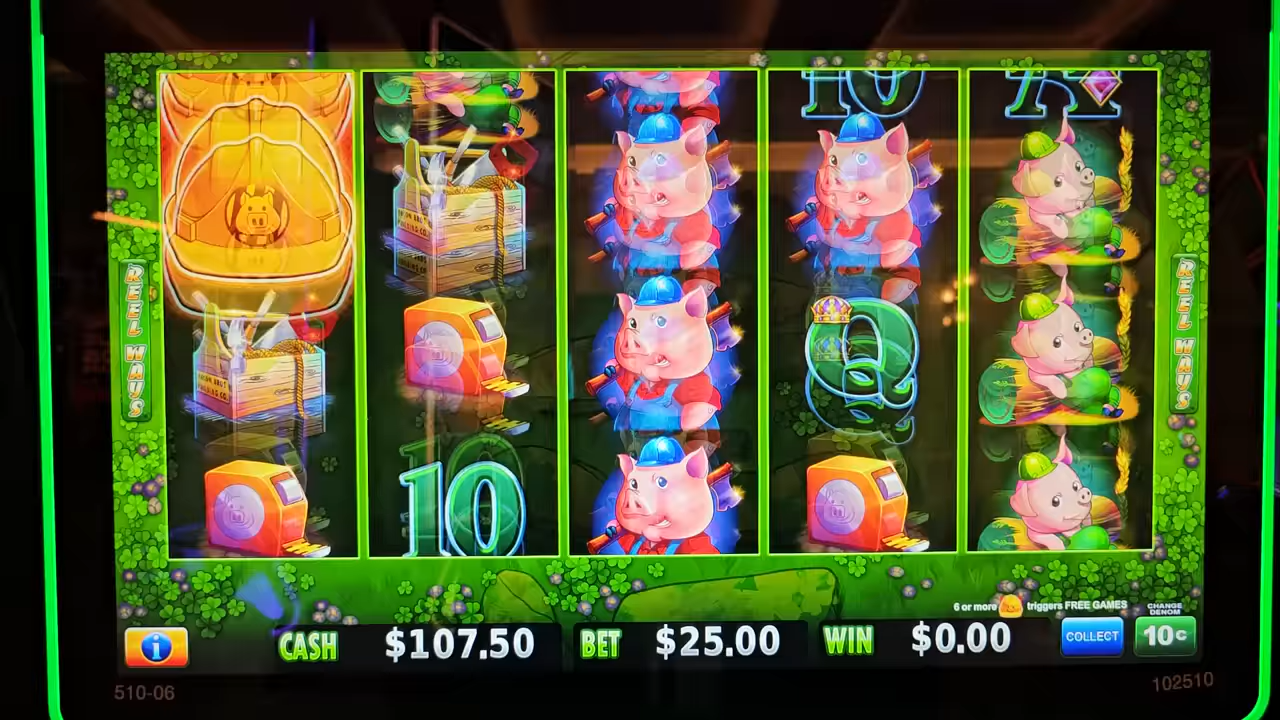 10
A
REEL WAYS
REEL WAYS
Q
10
6 or more triggers FREE GAMES
CHANGE DENOM
CASH $107.50 BET $25.00 WIN $0.00 COLLECT 10¢
510-06
102510